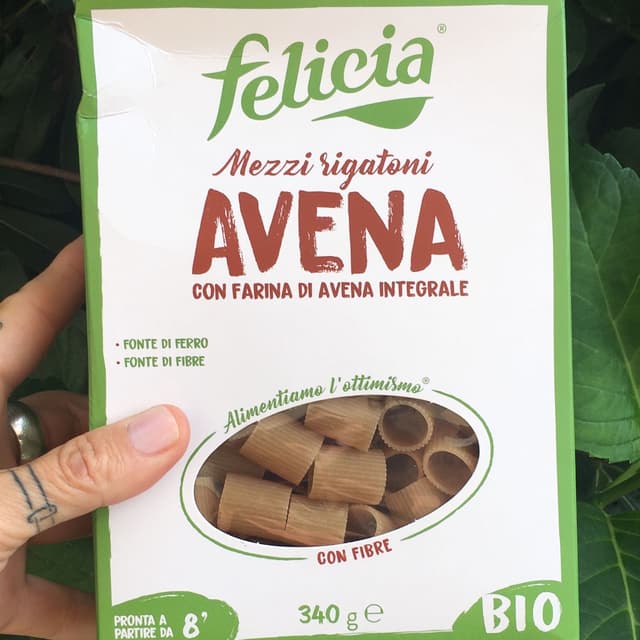 felicia®
Mezzi rigatoni
AVENA
CON FARINA DI AVENA INTEGRALE
• FONTE DI FERRO
• FONTE DI FIBRE
Alimentiamo l'ottimismo®
CON FIBRE
PRONTA A
PARTIRE DA 8'
340 g e
BIO